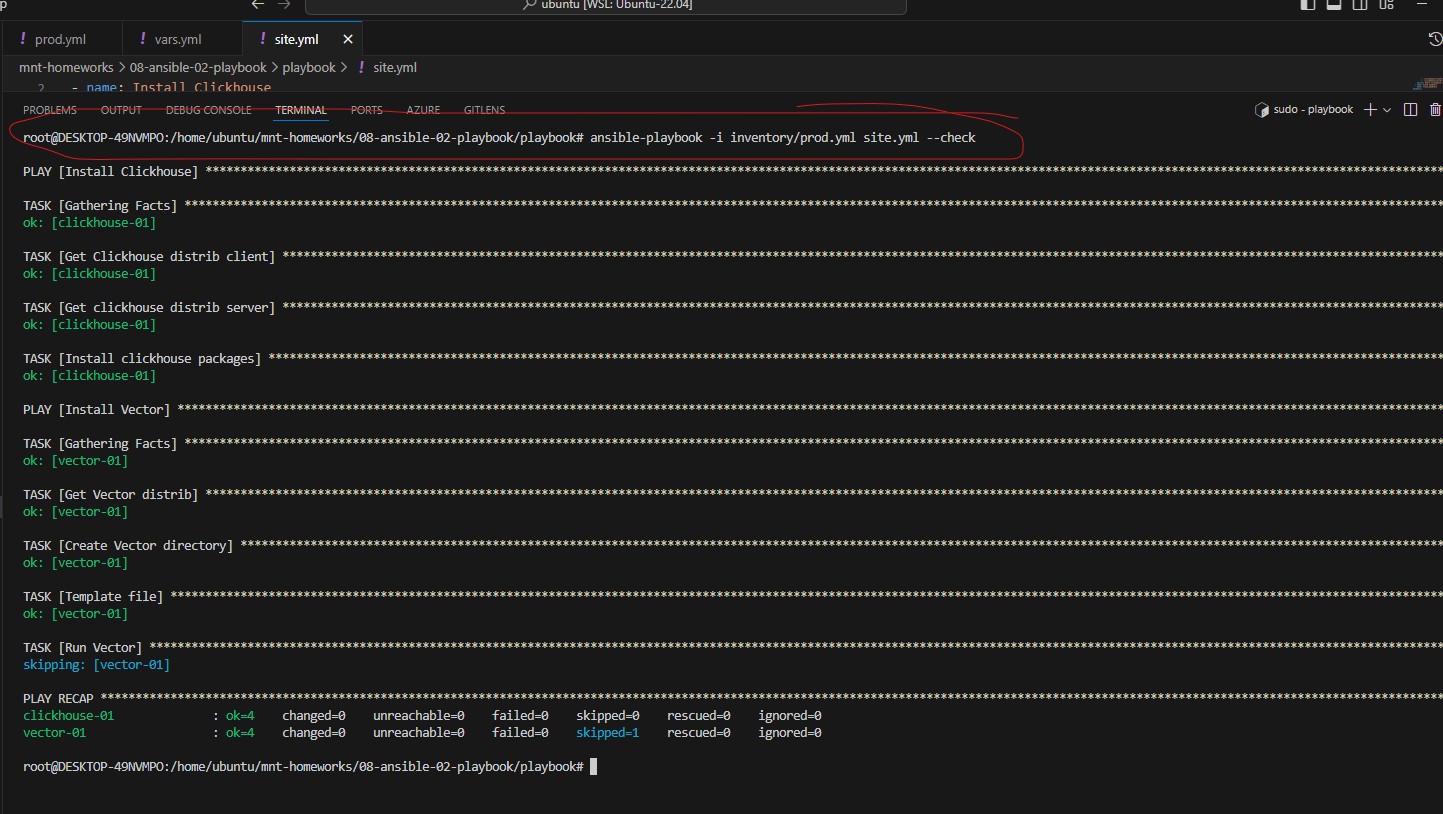 p
ubuntu [WSL: Ubuntu-22.04]
! prod.yml ! vars.yml ! site.yml
mnt-homeworks > 08-ansible-02-playbook > playbook > ! site.yml
2 - name: Install Clickhouse
PROBLEMS OUTPUT DEBUG CONSOLE TERMINAL PORTS AZURE GITLENS sudo - playbook
root@DESKTOP-49NVMPO:/home/ubuntu/mnt-homeworks/08-ansible-02-playbook/playbook# ansible-playbook -i inventory/prod.yml site.yml --check
PLAY [Install Clickhouse] ****************************************************************************************************
TASK [Gathering Facts] ****************************************************************************************************
ok: [clickhouse-01]
TASK [Get Clickhouse distrib client] ****************************************************************************************************
ok: [clickhouse-01]
TASK [Get clickhouse distrib server] ****************************************************************************************************
ok: [clickhouse-01]
TASK [Install clickhouse packages] ****************************************************************************************************
ok: [clickhouse-01]
PLAY [Install Vector] ****************************************************************************************************
TASK [Gathering Facts] ****************************************************************************************************
ok: [vector-01]
TASK [Get Vector distrib] ****************************************************************************************************
ok: [vector-01]
TASK [Create Vector directory] ****************************************************************************************************
ok: [vector-01]
TASK [Template file] ****************************************************************************************************
ok: [vector-01]
TASK [Run Vector] ****************************************************************************************************
skipping: [vector-01]
PLAY RECAP ****************************************************************************************************
clickhouse-01 : ok=4 changed=0 unreachable=0 failed=0 skipped=0 rescued=0 ignored=0
vector-01 : ok=4 changed=0 unreachable=0 failed=0 skipped=1 rescued=0 ignored=0
root@DESKTOP-49NVMPO:/home/ubuntu/mnt-homeworks/08-ansible-02-playbook/playbook#